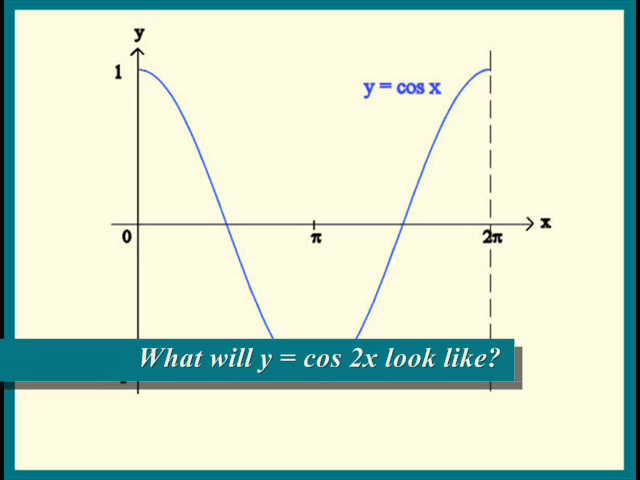 y
1
y = cos x
x
0
π
2π
What will y = cos 2x look like?